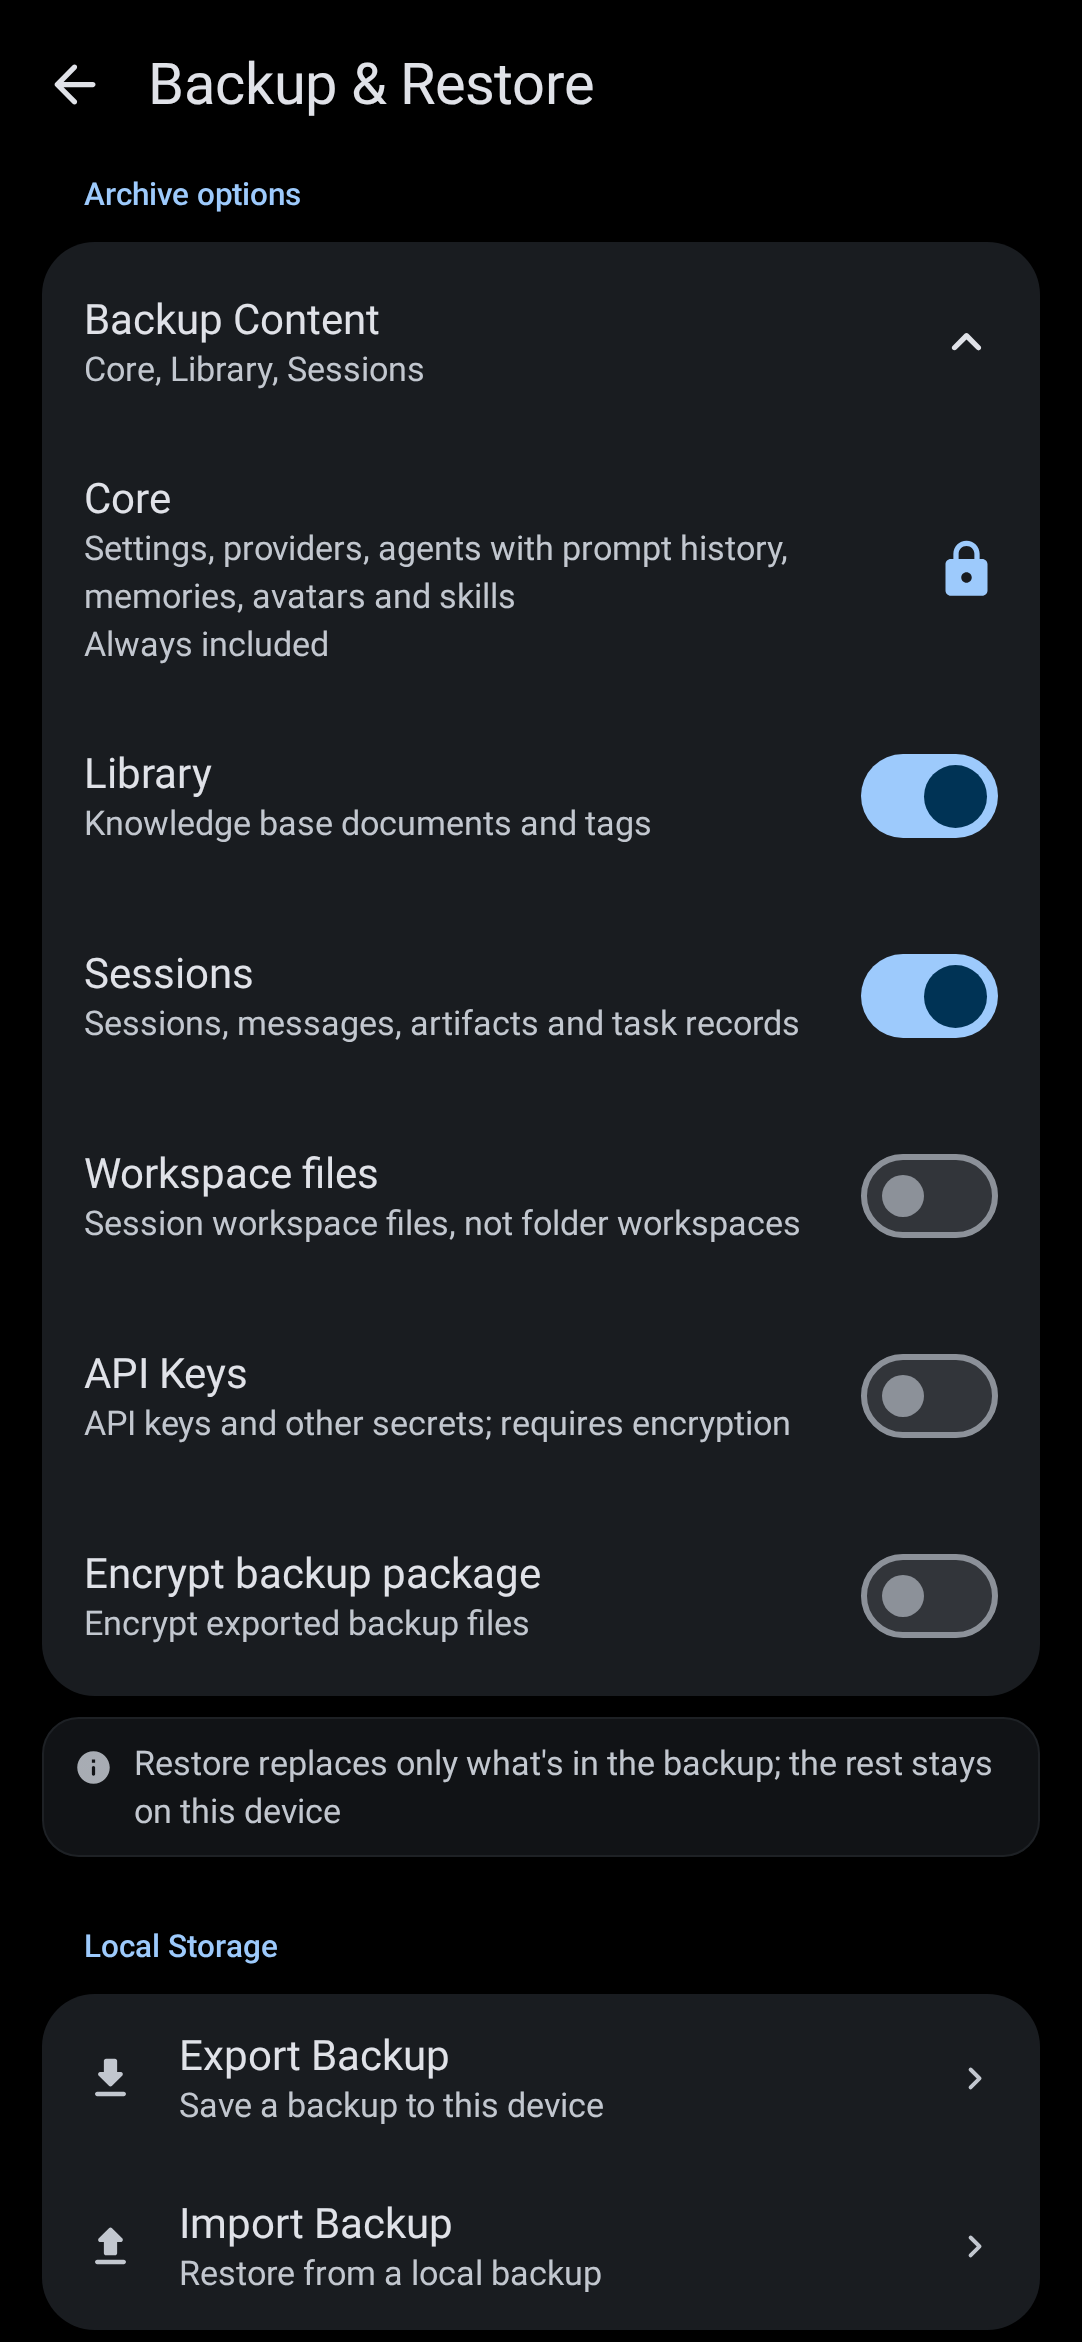 Backup & Restore
Archive options
Backup Content
Core, Library, Sessions
Core
Settings, providers, agents with prompt history,
memories, avatars and skills
Always included
Library
Knowledge base documents and tags
Sessions
Sessions, messages, artifacts and task records
Workspace files
Session workspace files, not folder workspaces
API Keys
API keys and other secrets; requires encryption
Encrypt backup package
Encrypt exported backup files
Restore replaces only what's in the backup; the rest stays
on this device
Local Storage
Export Backup
Save a backup to this device
Import Backup
Restore from a local backup